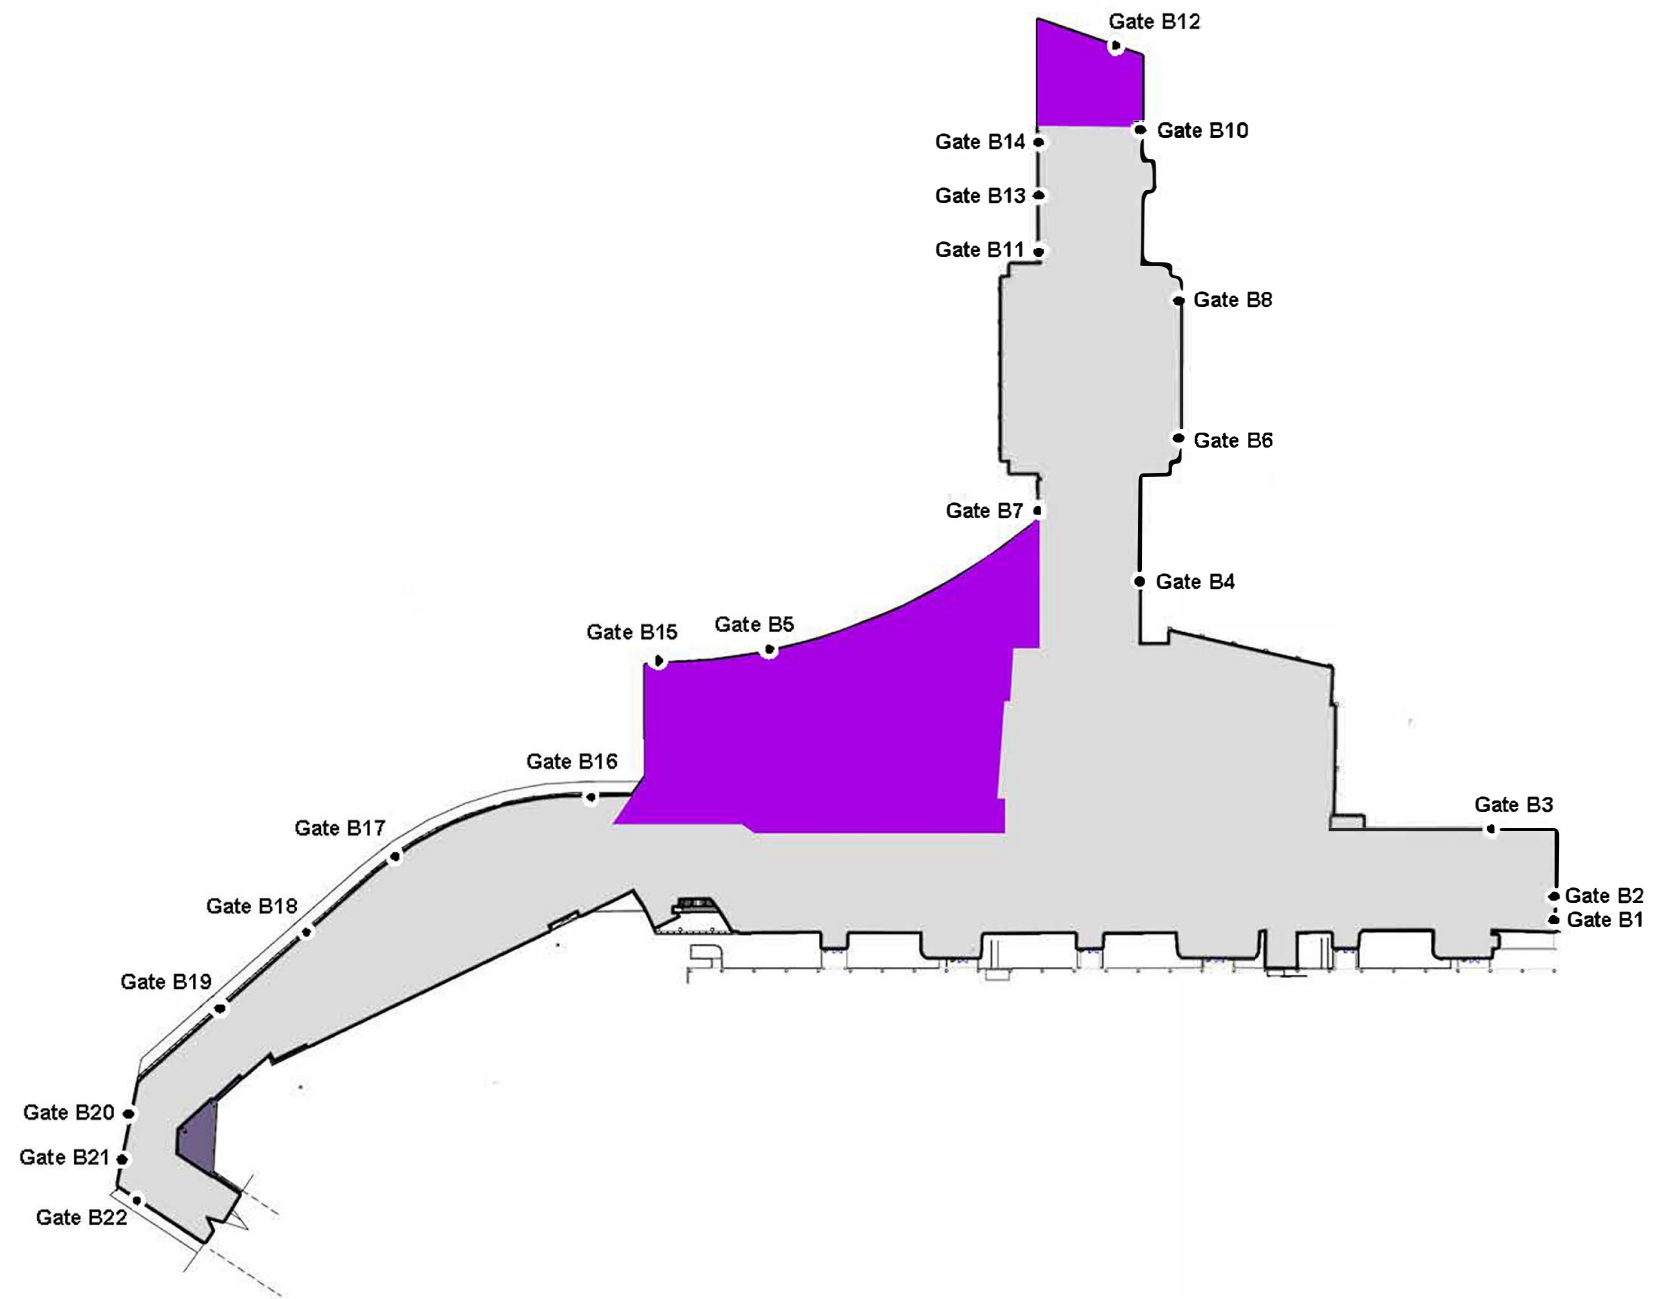 Gate B12
Gate B10
Gate B14
Gate B13
Gate B11
Gate B8
Gate B6
Gate B7
Gate B4
Gate B5
Gate B15
Gate B16
Gate B3
Gate B17
Gate B2
Gate B18
Gate B1
Gate B19
Gate B20
Gate B21
Gate B22